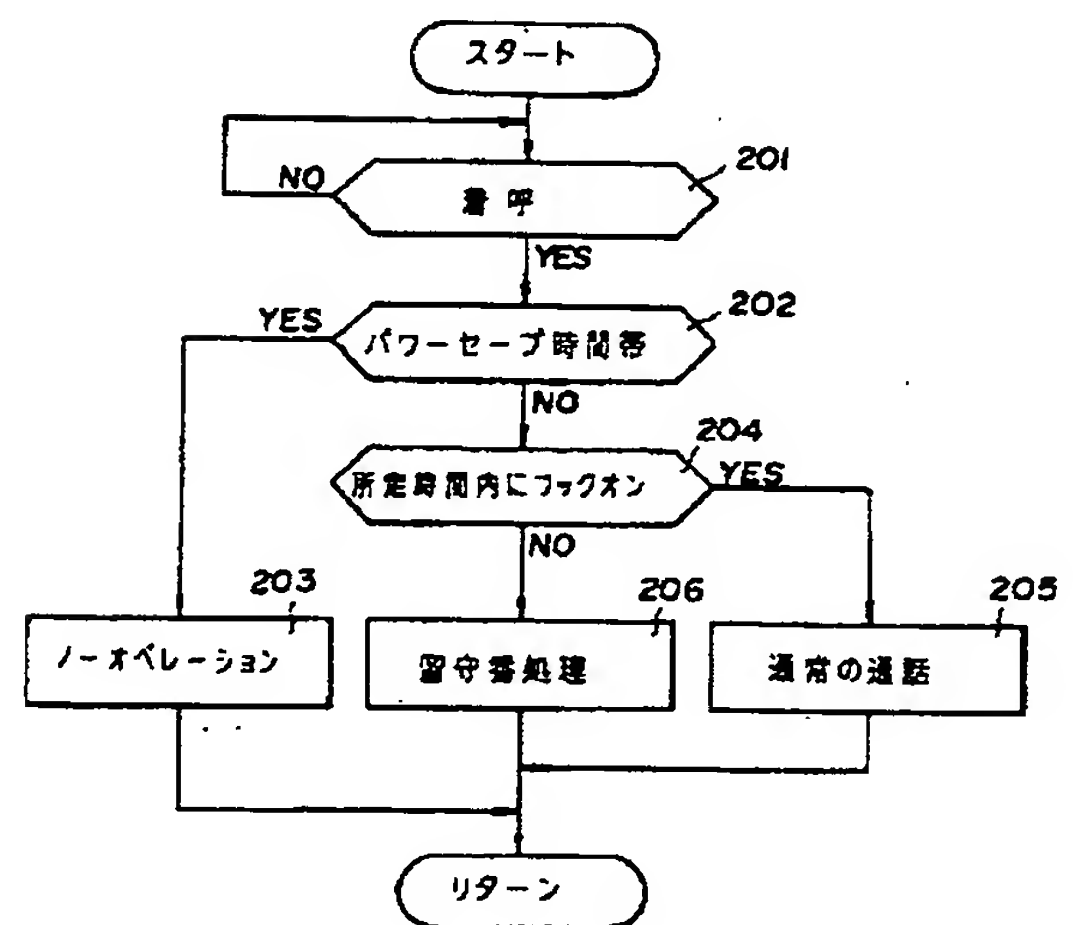 スタート
201
NO
着呼
YES
202
YES
パワーセーブ時間帯
NO
204
所定時間内にフックオン
YES
NO
203
206
205
ノーオペレーション
留守番処理
通常の通話
リターン